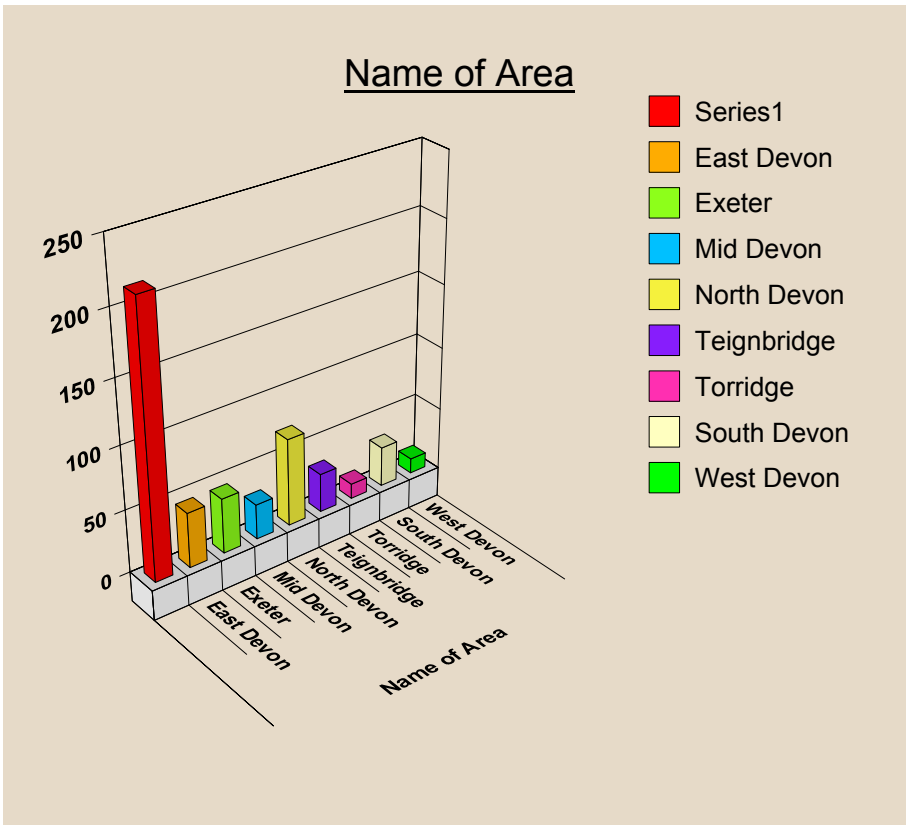 Name of Area
Series1
East Devon
Exeter
Mid Devon
North Devon
Teignbridge
Torridge
South Devon
West Devon
250
200
150
100
50
0
East Devon
Exeter
Mid Devon
North Devon
Teignbridge
Torridge
South Devon
West Devon
Name of Area